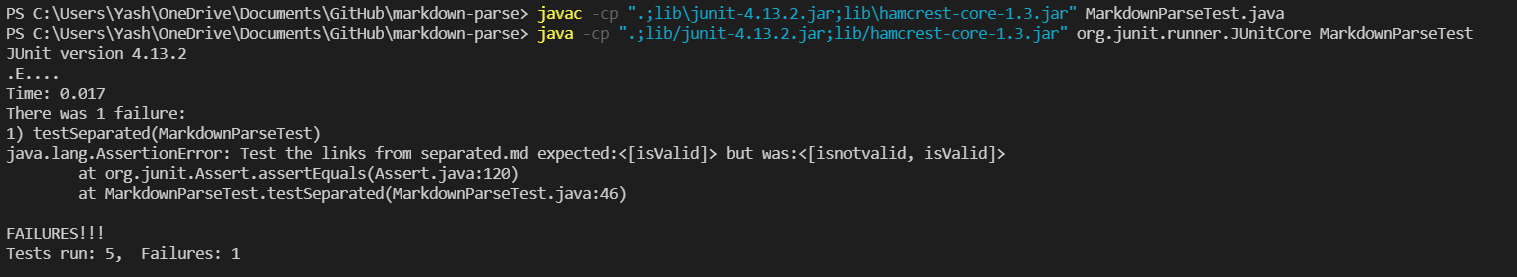 PS C:\Users\Yash\OneDrive\Documents\GitHub\markdown-parse> javac -cp ".;lib\junit-4.13.2.jar;lib\hamcrest-core-1.3.jar" MarkdownParseTest.java
PS C:\Users\Yash\OneDrive\Documents\GitHub\markdown-parse> java -cp ".;lib/junit-4.13.2.jar;lib/hamcrest-core-1.3.jar" org.junit.runner.JUnitCore MarkdownParseTest
JUnit version 4.13.2
.E....
Time: 0.017
There was 1 failure:
1) testSeparated(MarkdownParseTest)
java.lang.AssertionError: Test the links from separated.md expected:<[isValid]> but was:<[isnotvalid, isValid]>
        at org.junit.Assert.assertEquals(Assert.java:120)
        at MarkdownParseTest.testSeparated(MarkdownParseTest.java:46)
FAILURES!!!
Tests run: 5,  Failures: 1